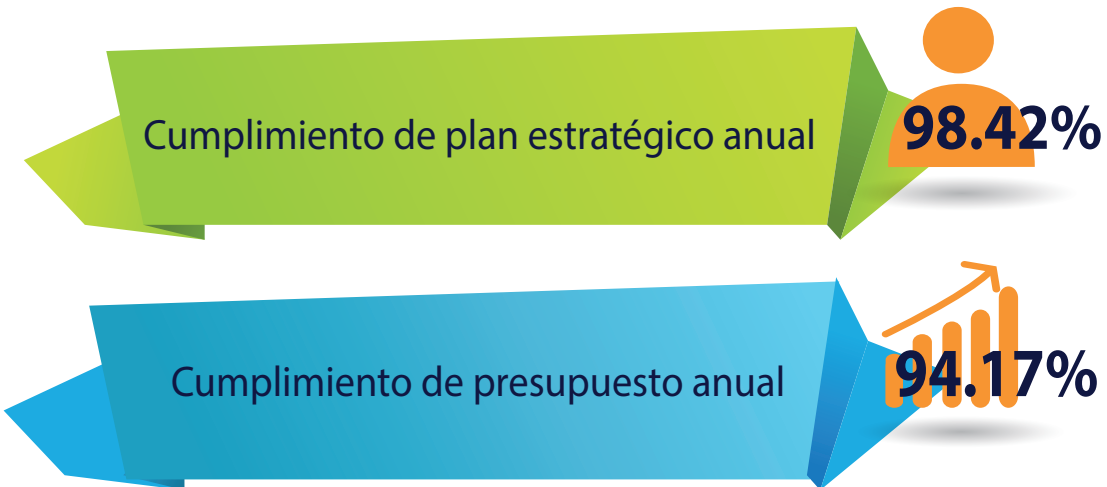 Cumplimiento de plan estratégico anual
98.42%
Cumplimiento de presupuesto anual
94.17%